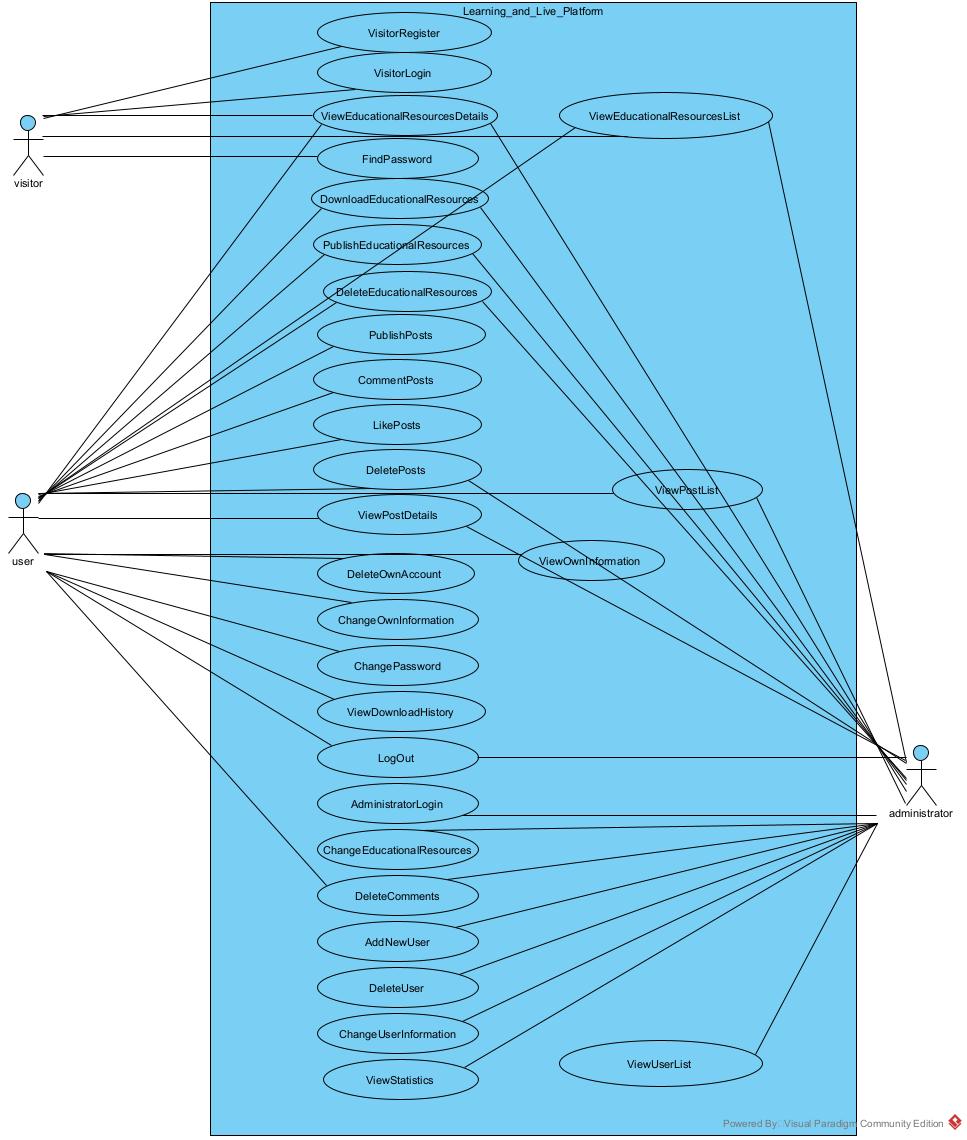 Learning_and_Live_Platform
VisitorRegister
VisitorLogin
ViewEducationalResourcesDetails
ViewEducationalResourcesList
FindPassword
visitor
DownloadEducationalResources
PublishEducationalResources
DeleteEducationalResources
PublishPosts
CommentPosts
LikePosts
DeletePosts
ViewPostList
ViewPostDetails
user
ViewOwnInformation
DeleteOwnAccount
ChangeOwnInformation
ChangePassword
ViewDownloadHistory
LogOut
AdministratorLogin
administrator
ChangeEducationalResources
DeleteComments
AddNewUser
DeleteUser
ChangeUserInformation
ViewUserList
ViewStatistics
Powered By: Visual Paradigm Community Edition